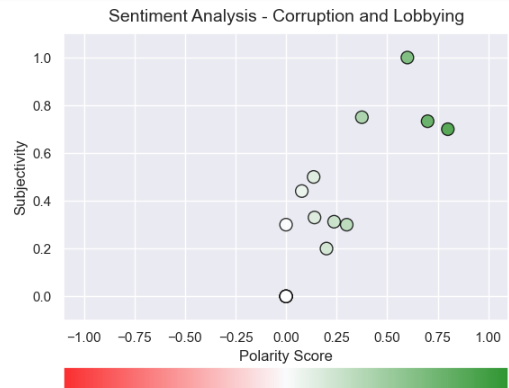 Sentiment Analysis - Corruption and Lobbying
1.0
0.8
0.6
0.4
0.2
0.0
Subjectivity
−1.00 −0.75 −0.50 −0.25 0.00 0.25 0.50 0.75 1.00
Polarity Score